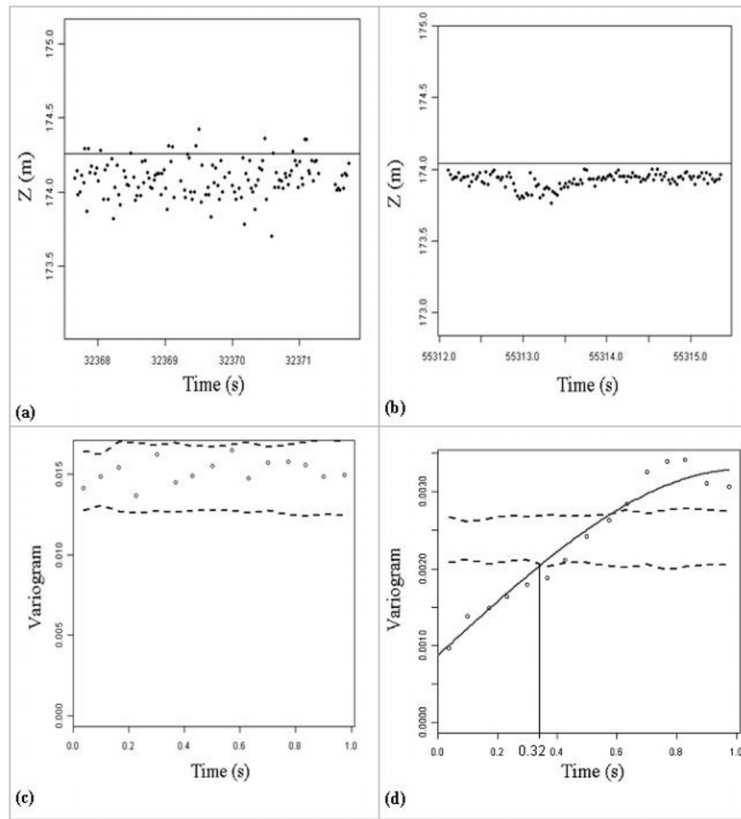 175.0
174.5
174.0
173.5
Z (m)
32368 32369 32370 32371
Time (s)
(a)
175.0
174.5
174.0
173.5
173.0
Z (m)
55312.0 55313.0 55314.0 55315.0
Time (s)
(b)
0.015
0.010
0.005
0.000
Variogram
0.0 0.2 0.4 0.6 0.8 1.0
Time (s)
(c)
0.0030
0.0020
0.0010
0.0000
Variogram
0.0 0.2 0.32 0.4 0.6 0.8 1.0
Time (s)
(d)